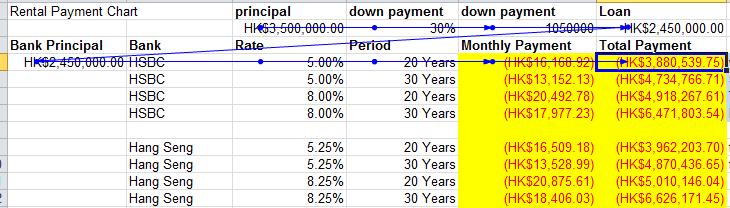 Rental Payment Chart principal down payment down payment Loan
HK$3,500,000.00 30% 1050000 HK$2,450,000.00
Bank Principal Bank Rate Period Monthly Payment Total Payment
HK$2,450,000.00 HSBC 5.00% 20 Years (HK$16,168.92) (HK$3,880,539.75)
HSBC 5.00% 30 Years (HK$13,152.13) (HK$4,734,766.71)
HSBC 8.00% 20 Years (HK$20,492.78) (HK$4,918,267.61)
HSBC 8.00% 30 Years (HK$17,977.23) (HK$6,471,803.54)
Hang Seng 5.25% 20 Years (HK$16,509.18) (HK$3,962,203.70)
Hang Seng 5.25% 30 Years (HK$13,528.99) (HK$4,870,436.65)
Hang Seng 8.25% 20 Years (HK$20,875.61) (HK$5,010,146.04)
Hang Seng 8.25% 30 Years (HK$18,406.03) (HK$6,626,171.45)